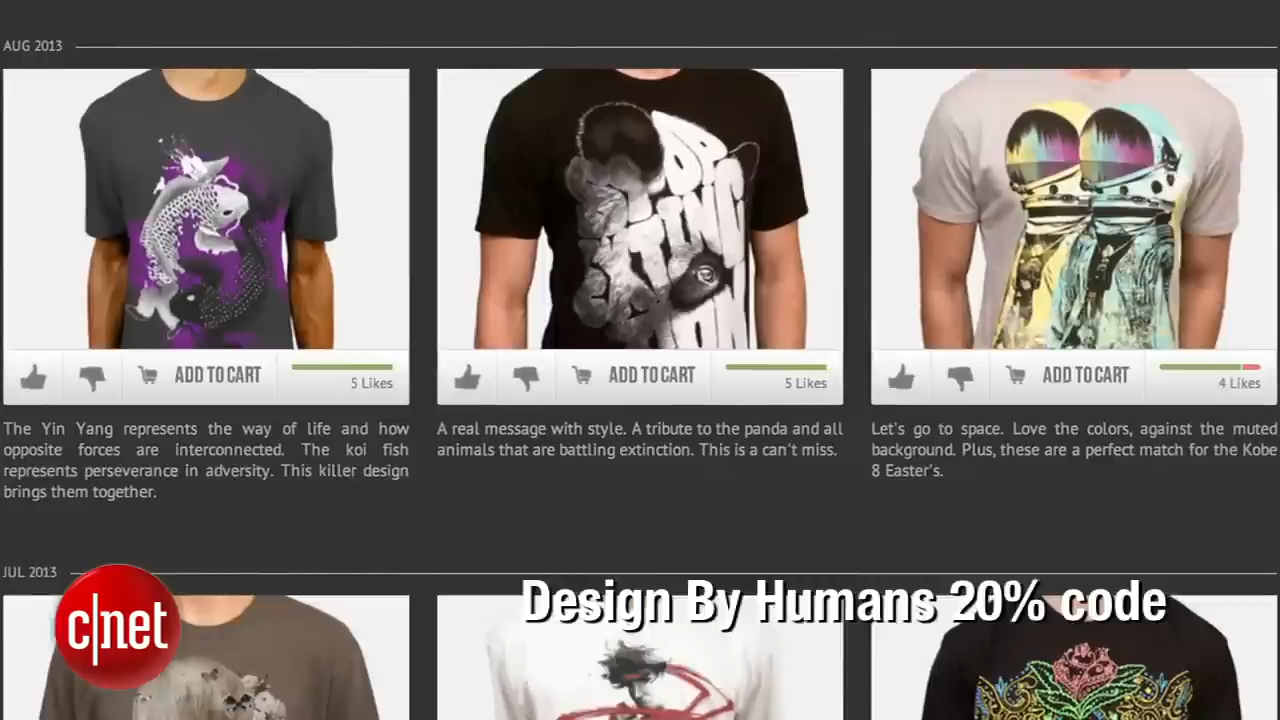 AUG 2013
ADD TO CART
5 Likes
ADD TO CART
5 Likes
ADD TO CART
4 Likes
The Yin Yang represents the way of life and how
opposite forces are interconnected. The koi fish
represents perseverance in adversity. This killer design
brings them together.
A real message with style. A tribute to the panda and all
animals that are battling extinction. This is a can't miss.
Let's go to space. Love the colors, against the muted
background. Plus, these are a perfect match for the Kobe
8 Easter's.
JUL 2013
Design By Humans 20% code
c|net